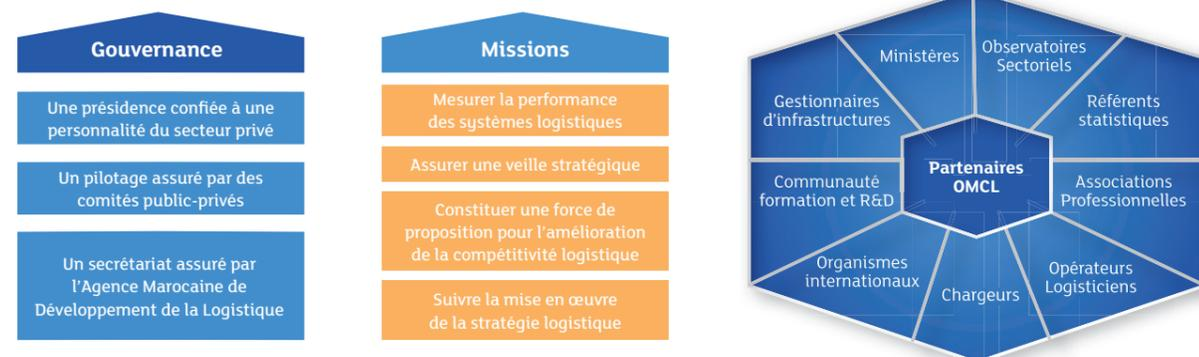 Gouvernance
Une présidence confiée à une
personnalité du secteur privé
Un pilotage assuré par des
comités public-privés
Un secrétariat assuré par
l'Agence Marocaine de
Développement de la Logistique
Missions
Mesurer la performance
des systèmes logistiques
Assurer une veille stratégique
Constituer une force de
proposition pour l'amélioration
de la compétitivité logistique
Suivre la mise en œuvre
de la stratégie logistique
Ministères
Observatoires
Sectoriels
Gestionnaires
d'infrastructures
Référents
statistiques
Partenaires
OMCL
Communauté
formation et R&D
Associations
Professionnelles
Organismes
internationaux
Chargeurs
Opérateurs
Logisticiens